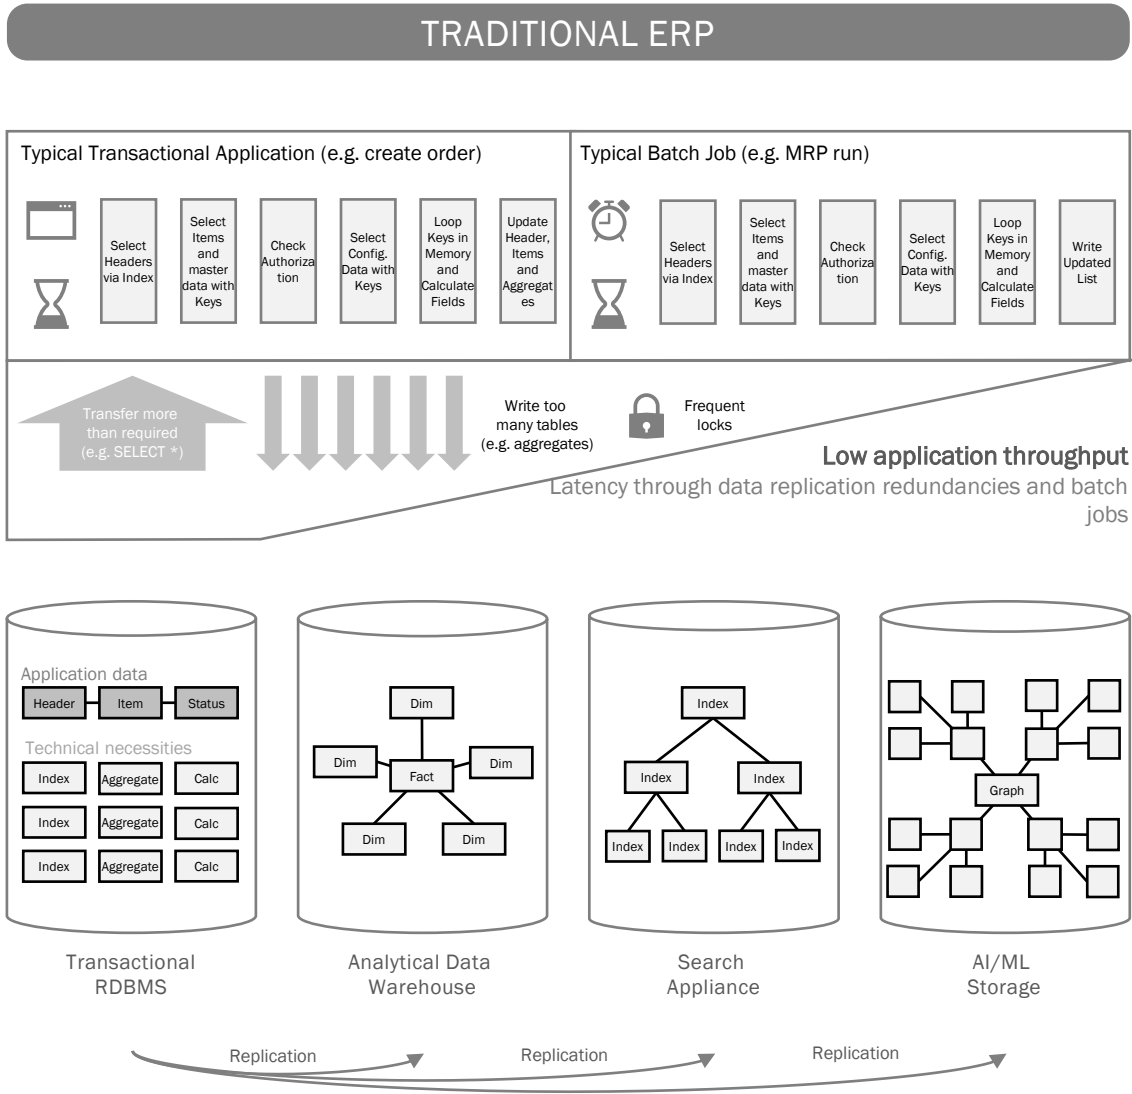 TRADITIONAL ERP
Typical Transactional Application (e.g. create order)
Select
Headers
via Index
Select
Items
and
master
data with
Keys
Check
Authoriza
tion
Select
Config.
Data with
Keys
Loop
Keys in
Memory
and
Calculate
Fields
Update
Header,
Items
and
Aggregat
es
Typical Batch Job (e.g. MRP run)
Select
Headers
via Index
Select
Items
and
master
data with
Keys
Check
Authoriza
tion
Select
Config.
Data with
Keys
Loop
Keys in
Memory
and
Calculate
Fields
Write
Updated
List
Transfer more
than required
(e.g. SELECT *)
Write too
many tables
(e.g. aggregates)
Frequent
locks
Low application throughput
Latency through data replication redundancies and batch
jobs
Application data
Header
Item
Status
Technical necessities
Index
Aggregate
Calc
Index
Aggregate
Calc
Index
Aggregate
Calc
Dim
Dim
Dim
Fact
Dim
Dim
Index
Index
Index
Index
Index
Index
Index
Graph
Transactional
RDBMS
Analytical Data
Warehouse
Search
Appliance
AI/ML
Storage
Replication
Replication
Replication